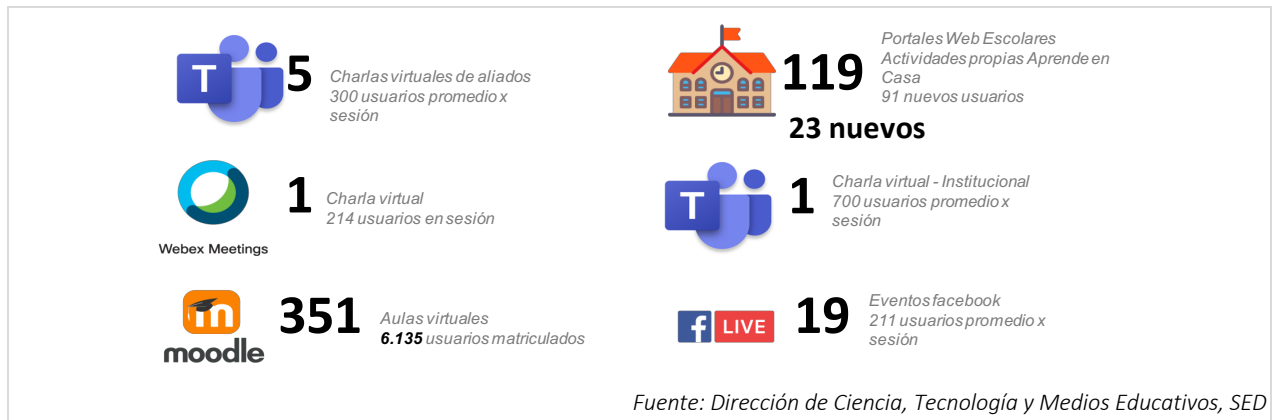 T
5
Charlas virtuales de aliados
300 usuarios promedio x
sesión
119
Portales Web Escolares
Actividades propias Aprende en
Casa
91 nuevos usuarios
23 nuevos
Webex Meetings
1
Charla virtual
214 usuarios en sesión
T
1
Charla virtual - Institucional
700 usuarios promedio x
sesión
m
moodle
351
Aulas virtuales
6.135 usuarios matriculados
f LIVE
19
Eventos facebook
211 usuarios promedio x
sesión
Fuente: Dirección de Ciencia, Tecnología y Medios Educativos, SED